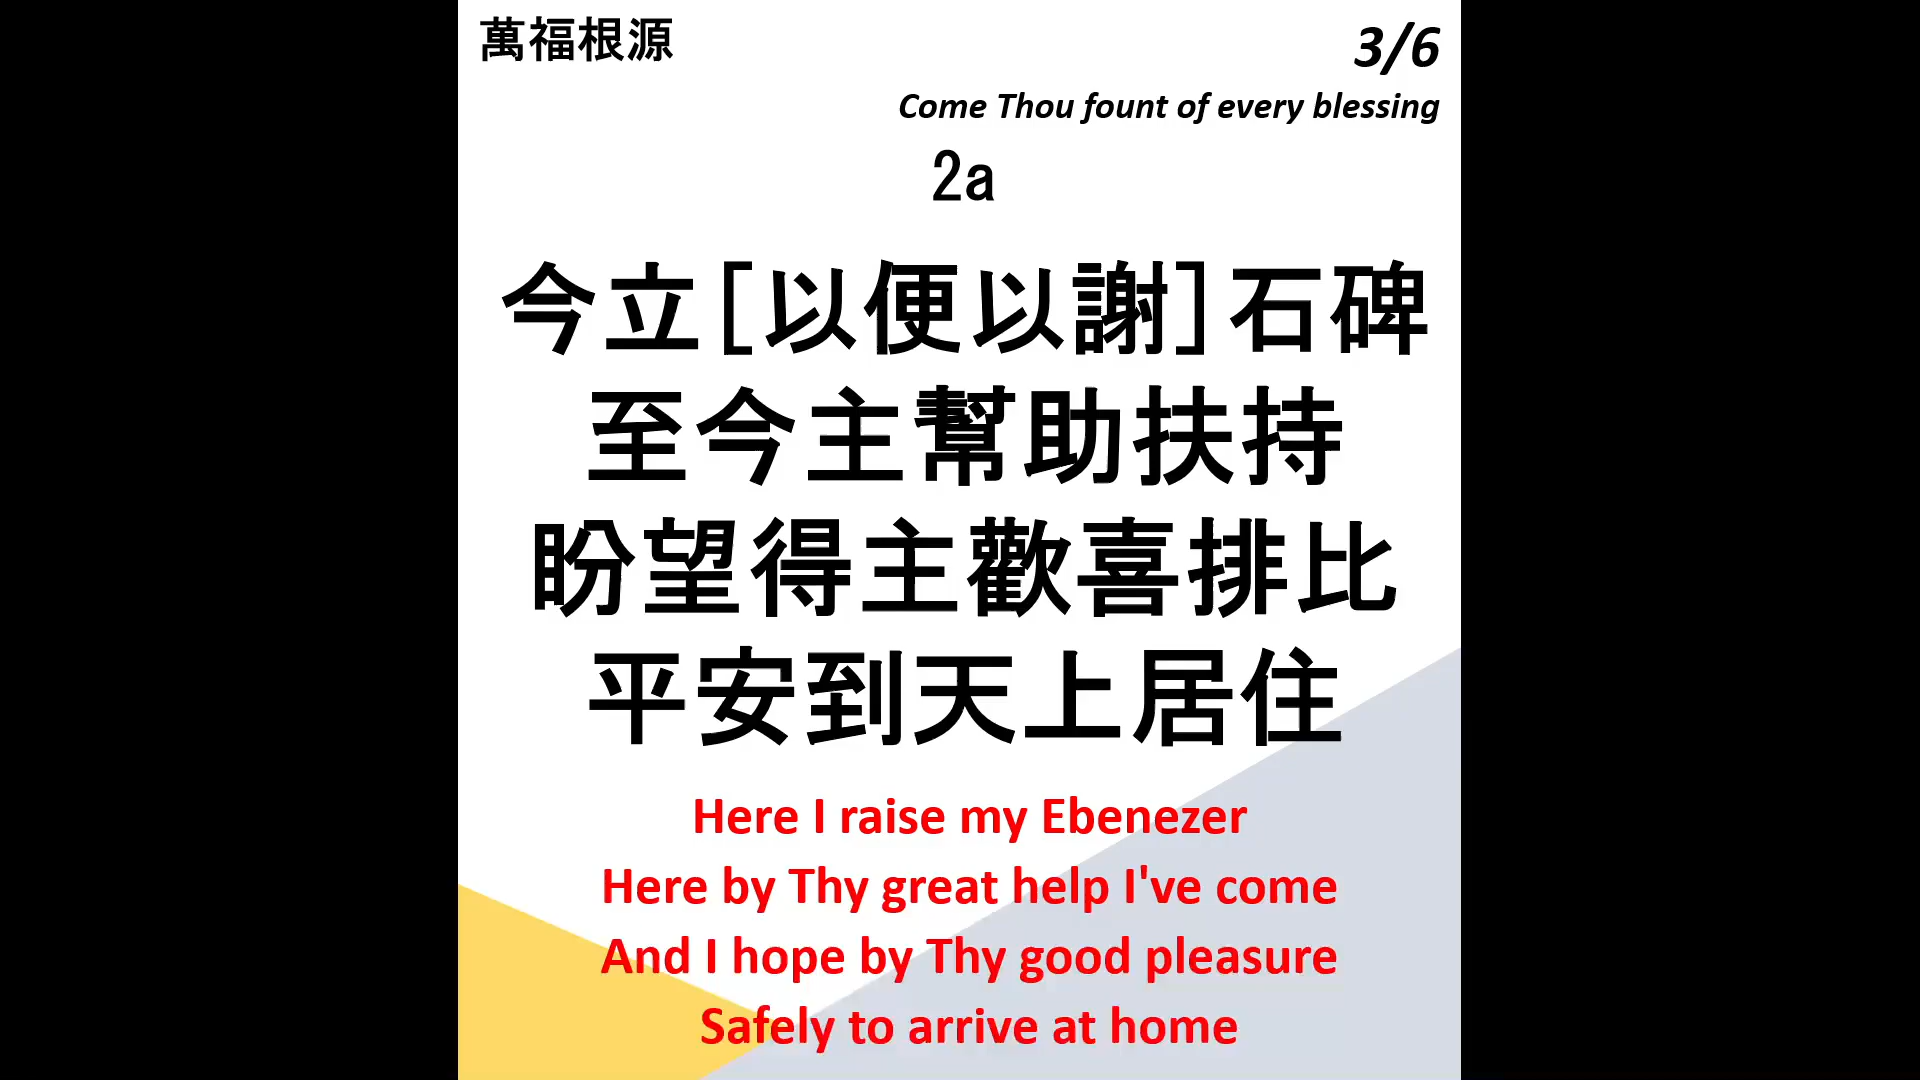 萬福根源
3/6
Come Thou fount of every blessing
2a
今立[以便以謝]石碑
至今主幫助扶持
盼望得主歡喜排比
平安到天上居住
Here I raise my Ebenezer
Here by Thy great help I've come
And I hope by Thy good pleasure
Safely to arrive at home